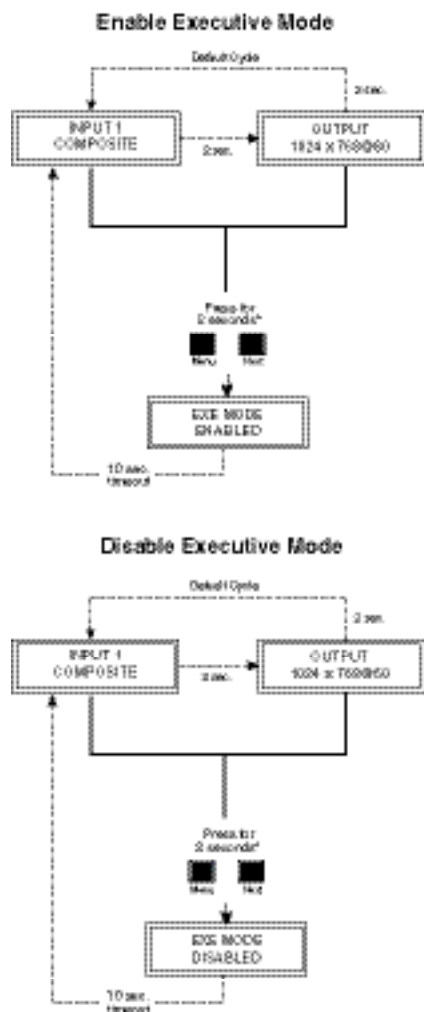 Enable Executive Mode
Default Cycle
2 sec.
INPUT 1
COMPOSITE
2 sec.
OUTPUT
1024 x 768@60
Press for
2 seconds*
Menu
Next
EXE MODE
ENABLED
10 sec.
timeout
Disable Executive Mode
Default Cycle
2 sec.
INPUT 1
COMPOSITE
2 sec.
OUTPUT
1024 x
Press for
2 seconds*
Menu
Next
EXE MODE
DISABLED
10 sec.
timeout